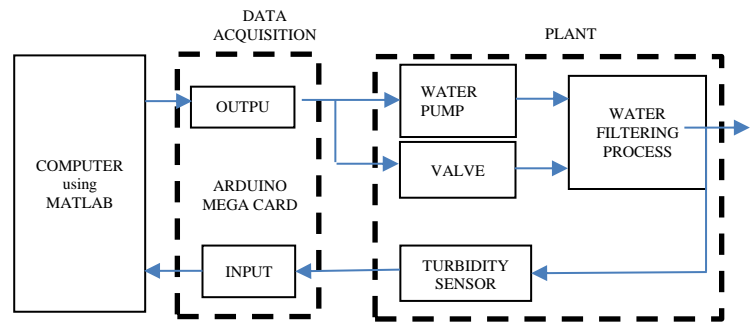 DATA
ACQUISITION
PLANT
COMPUTER
using
MATLAB
OUTPU
ARDUINO
MEGA CARD
INPUT
WATER
PUMP
VALVE
WATER
FILTERING
PROCESS
TURBIDITY
SENSOR